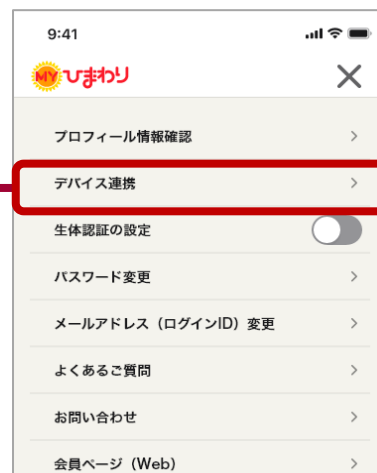 9:41
MYひまわり
プロフィール情報確認
デバイス連携
生体認証の設定
パスワード変更
メールアドレス（ログインID）変更
よくあるご質問
お問い合わせ
会員ページ（Web）